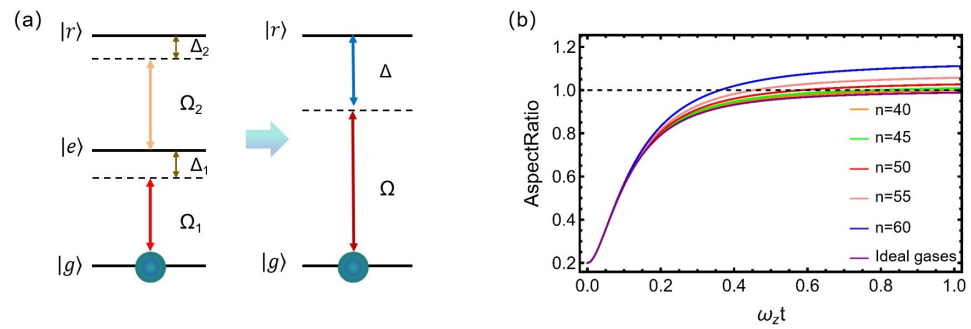 (a)
|r⟩
Δ₂
Ω₂
|e⟩
Δ₁
Ω₁
|g⟩
|r⟩
Δ
Ω
|g⟩
(b)
AspectRatio
1.2
1.0
0.8
0.6
0.4
0.2
n=40
n=45
n=50
n=55
n=60
Ideal gases
0.0
0.2
0.4
0.6
0.8
1.0
ω_zt